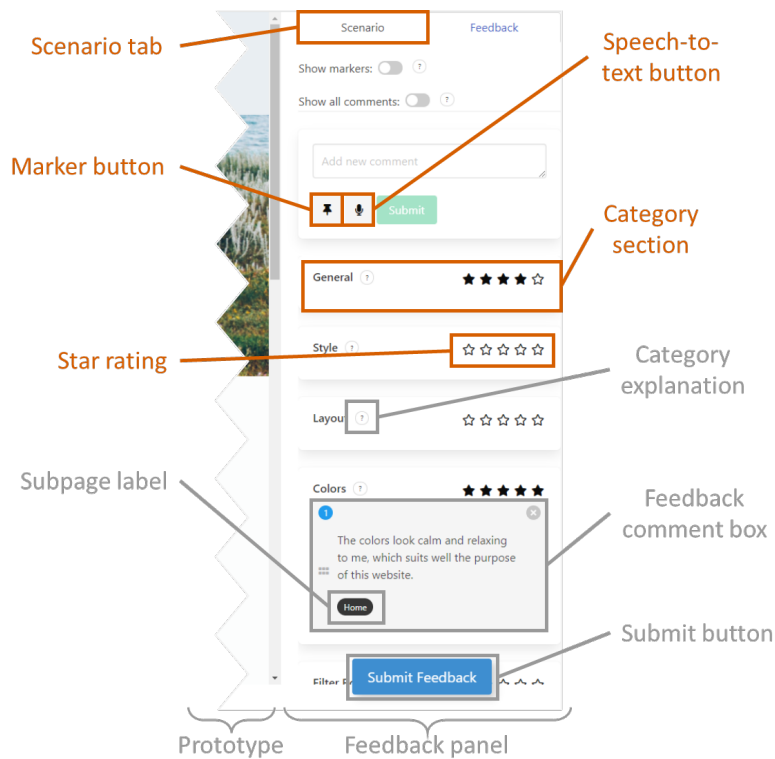 Scenario tab
Scenario
Feedback
Speech-to-
text button
Show markers:
?
Show all comments:
?
Marker button
Add new comment
Submit
Category
section
General ?
Star rating
Style ?
Category
explanation
Layout ?
Subpage label
Colors ?
1
The colors look calm and relaxing
to me, which suits well the purpose
of this website.
Home
Feedback
comment box
Submit button
Filter
Submit Feedback
Prototype
Feedback panel